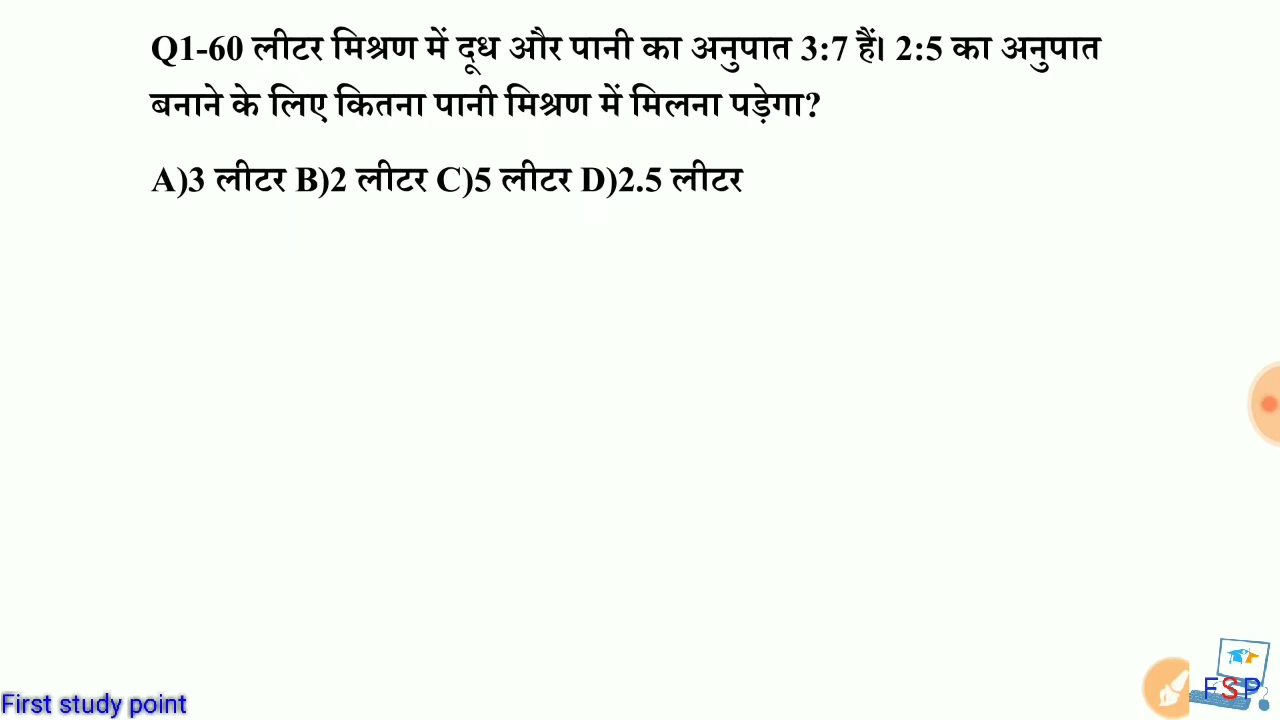 Q1-60 लीटर मिश्रण में दूध और पानी का अनुपात 3:7 हैं। 2:5 का अनुपात
बनाने के लिए कितना पानी मिश्रण में मिलना पड़ेगा?
A)3 लीटर B)2 लीटर C)5 लीटर D)2.5 लीटर
FSP
First study point